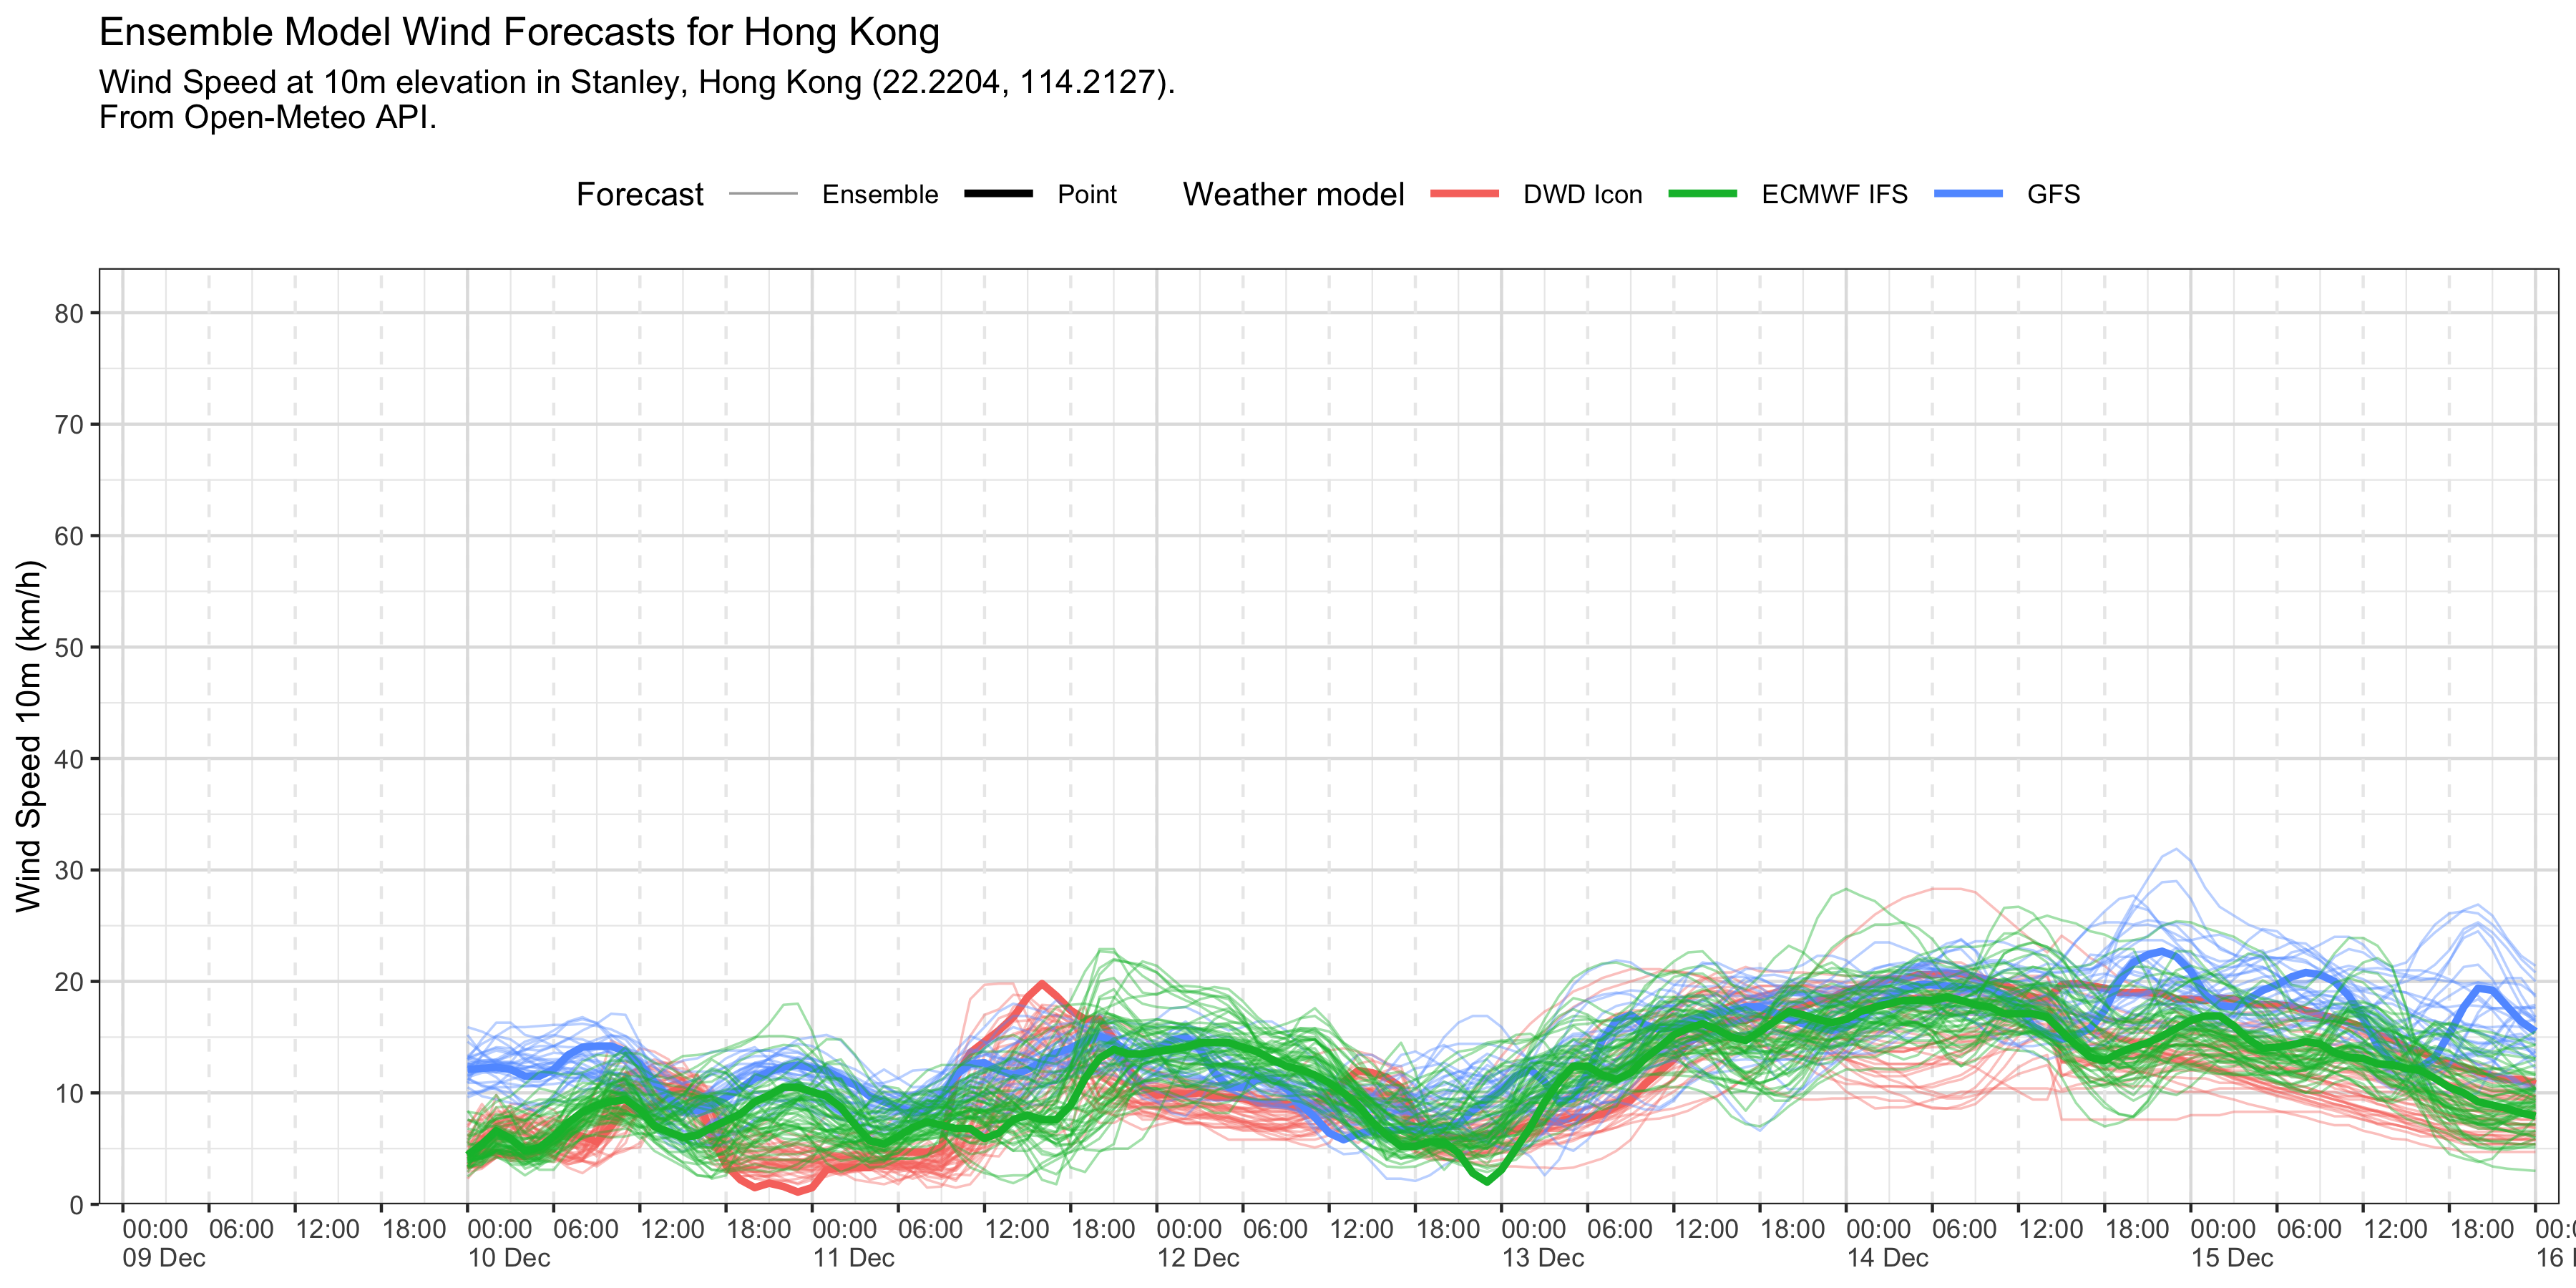 Ensemble Model Wind Forecasts for Hong Kong
Wind Speed at 10m elevation in Stanley, Hong Kong (22.2204, 114.2127).
From Open-Meteo API.
Forecast Ensemble Point Weather model DWD Icon ECMWF IFS GFS
Wind Speed 10m (km/h)
80
70
60
50
40
30
20
10
0
00:00 06:00 12:00 18:00 00:00 06:00 12:00 18:00 00:00 06:00 12:00 18:00 00:00 06:00 12:00 18:00 00:00 06:00 12:00 18:00 00:00 06:00 12:00 18:00 00:00 06:00 12:00 18:00
09 Dec 10 Dec 11 Dec 12 Dec 13 Dec 14 Dec 15 Dec 16